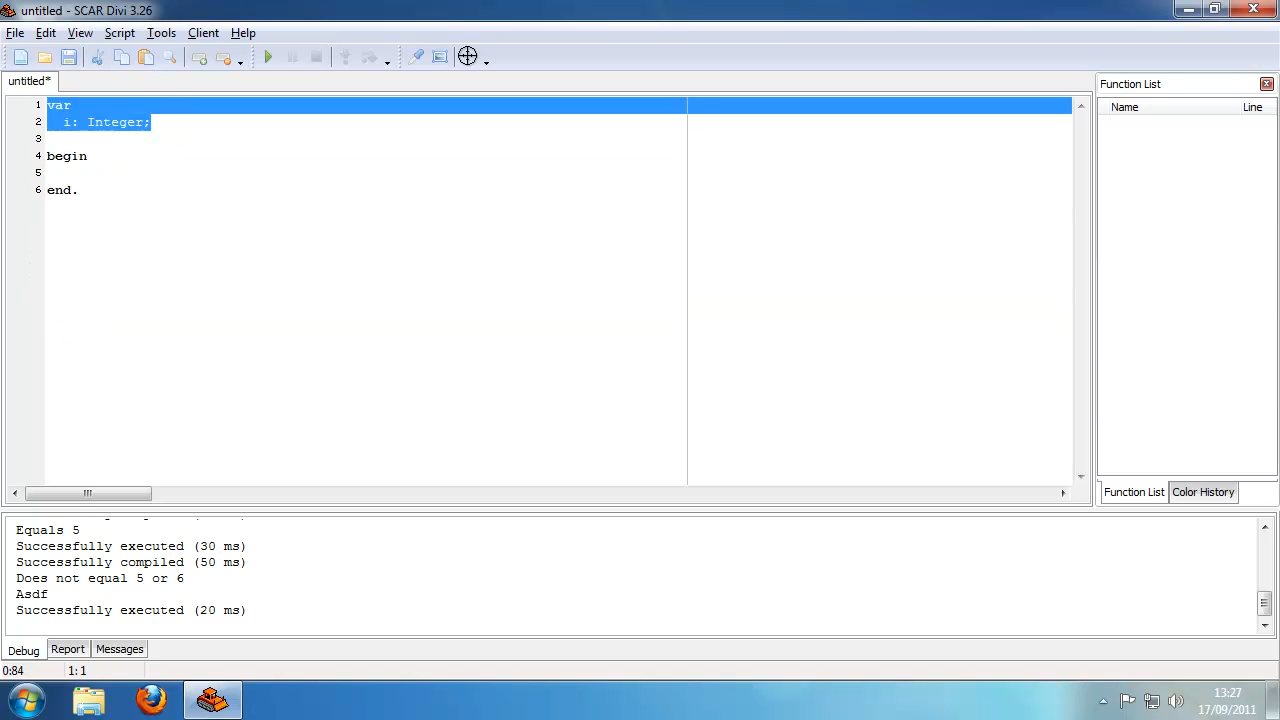 untitled - SCAR Divi 3.26
File Edit View Script Tools Client Help
untitled*
Function List
Name Line
1 var
2 i: Integer;
3
4 begin
5
6 end.
Function List Color History
Equals 5
Successfully executed (30 ms)
Successfully compiled (50 ms)
Does not equal 5 or 6
Asdf
Successfully executed (20 ms)
Debug Report Messages
0:84 1: 1
13:27
17/09/2011